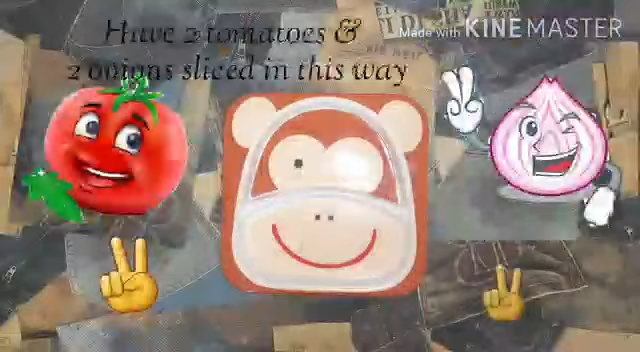 Have 2 tomatoes &
2 onions sliced in this way
Made with KINEMASTER